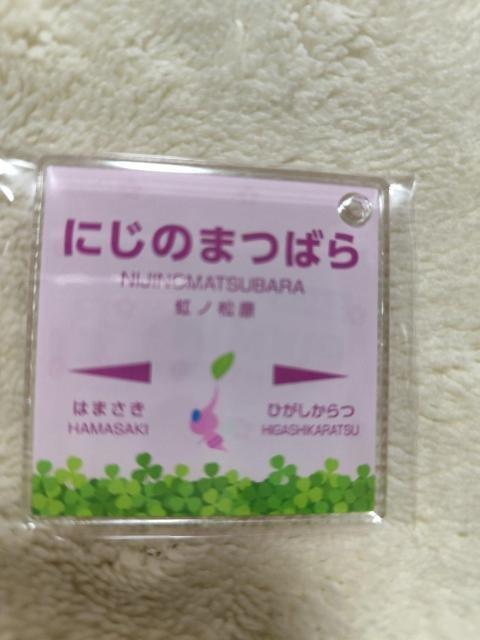 にじのまつばら
NIJINOMATSUBARA
虹ノ松原
はまさき ひがしからつ
HAMASAKI HIGASHIKARATSU